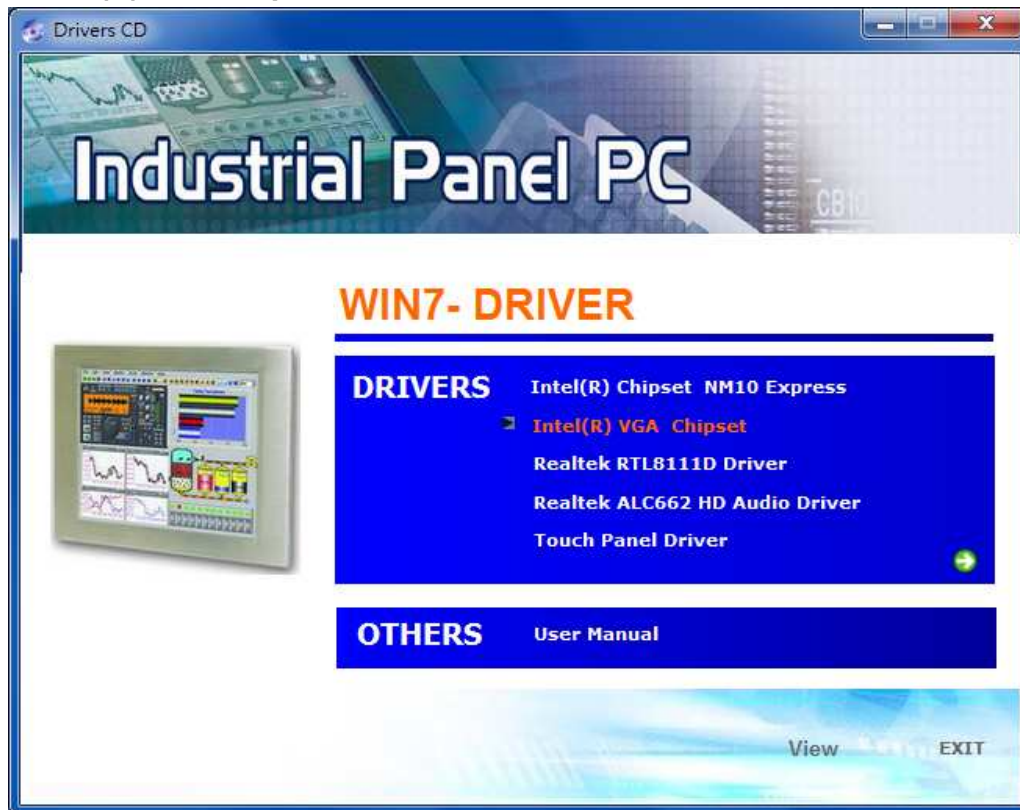 Drivers CD
Industrial Panel PC
CB10
WIN7- DRIVER
DRIVERS
Intel(R) Chipset NM10 Express
Intel(R) VGA Chipset
Realtek RTL8111D Driver
Realtek ALC662 HD Audio Driver
Touch Panel Driver
OTHERS
User Manual
View
EXIT